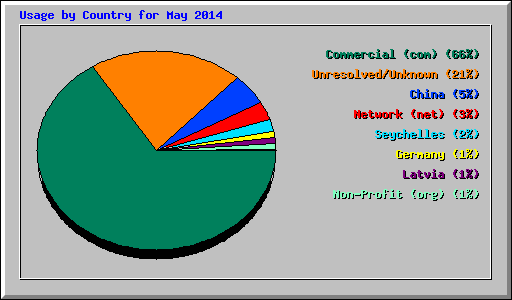 Usage by Country for May 2014
Commercial (com) (66%)
Unresolved/Unknown (21%)
China (5%)
Network (net) (3%)
Seychelles (2%)
Germany (1%)
Latvia (1%)
Non-Profit (org) (1%)